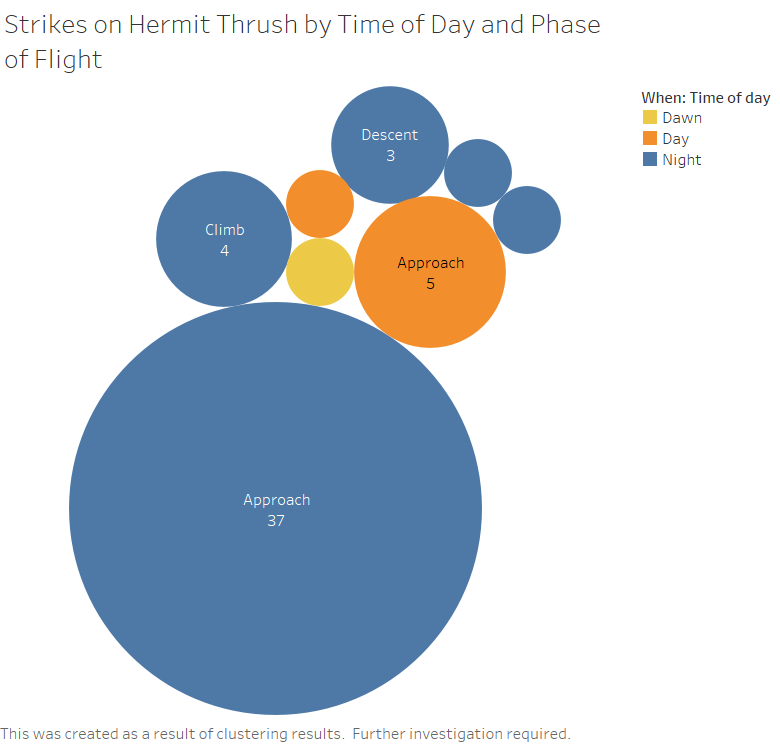 Strikes on Hermit Thrush by Time of Day and Phase
of Flight
When: Time of day
Dawn
Day
Night
Descent
3
Climb
4
Approach
5
Approach
37
This was created as a result of clustering results.  Further investigation required.